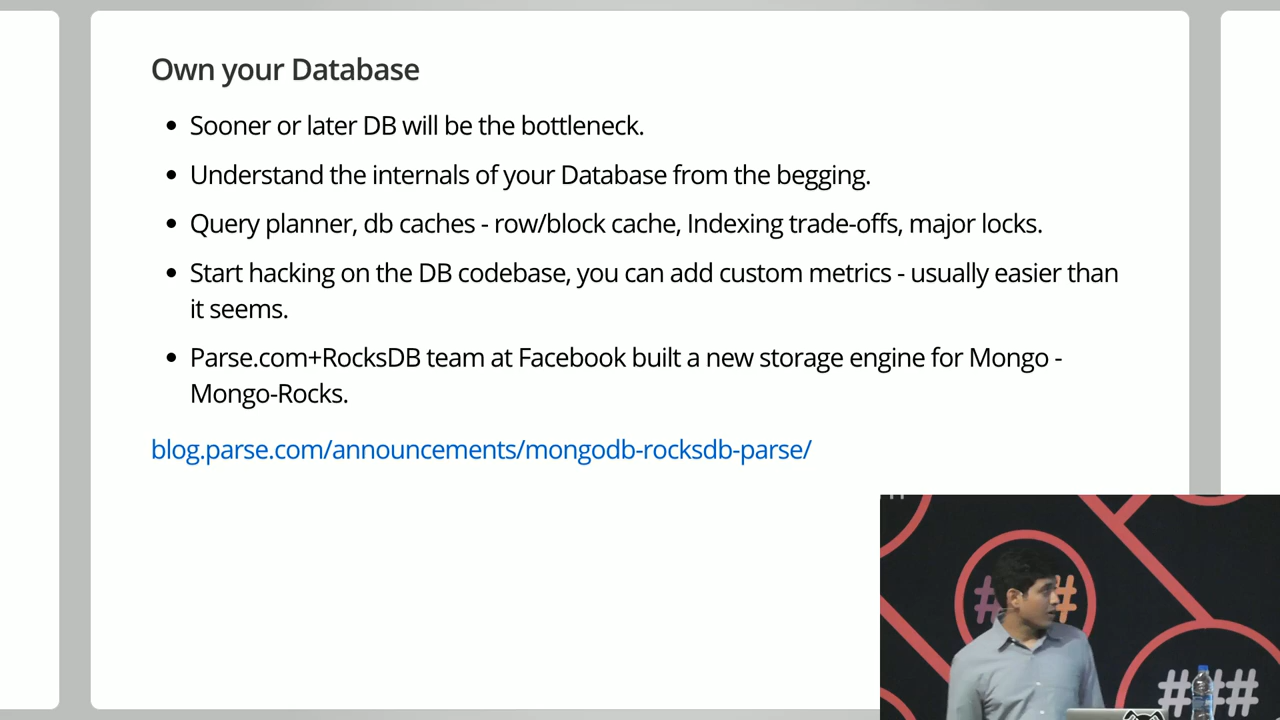 Own your Database
Sooner or later DB will be the bottleneck.
Understand the internals of your Database from the begging.
Query planner, db caches - row/block cache, Indexing trade-offs, major locks.
Start hacking on the DB codebase, you can add custom metrics - usually easier than
it seems.
Parse.com+RocksDB team at Facebook built a new storage engine for Mongo -
Mongo-Rocks.
blog.parse.com/announcements/mongodb-rocksdb-parse/
# #
###